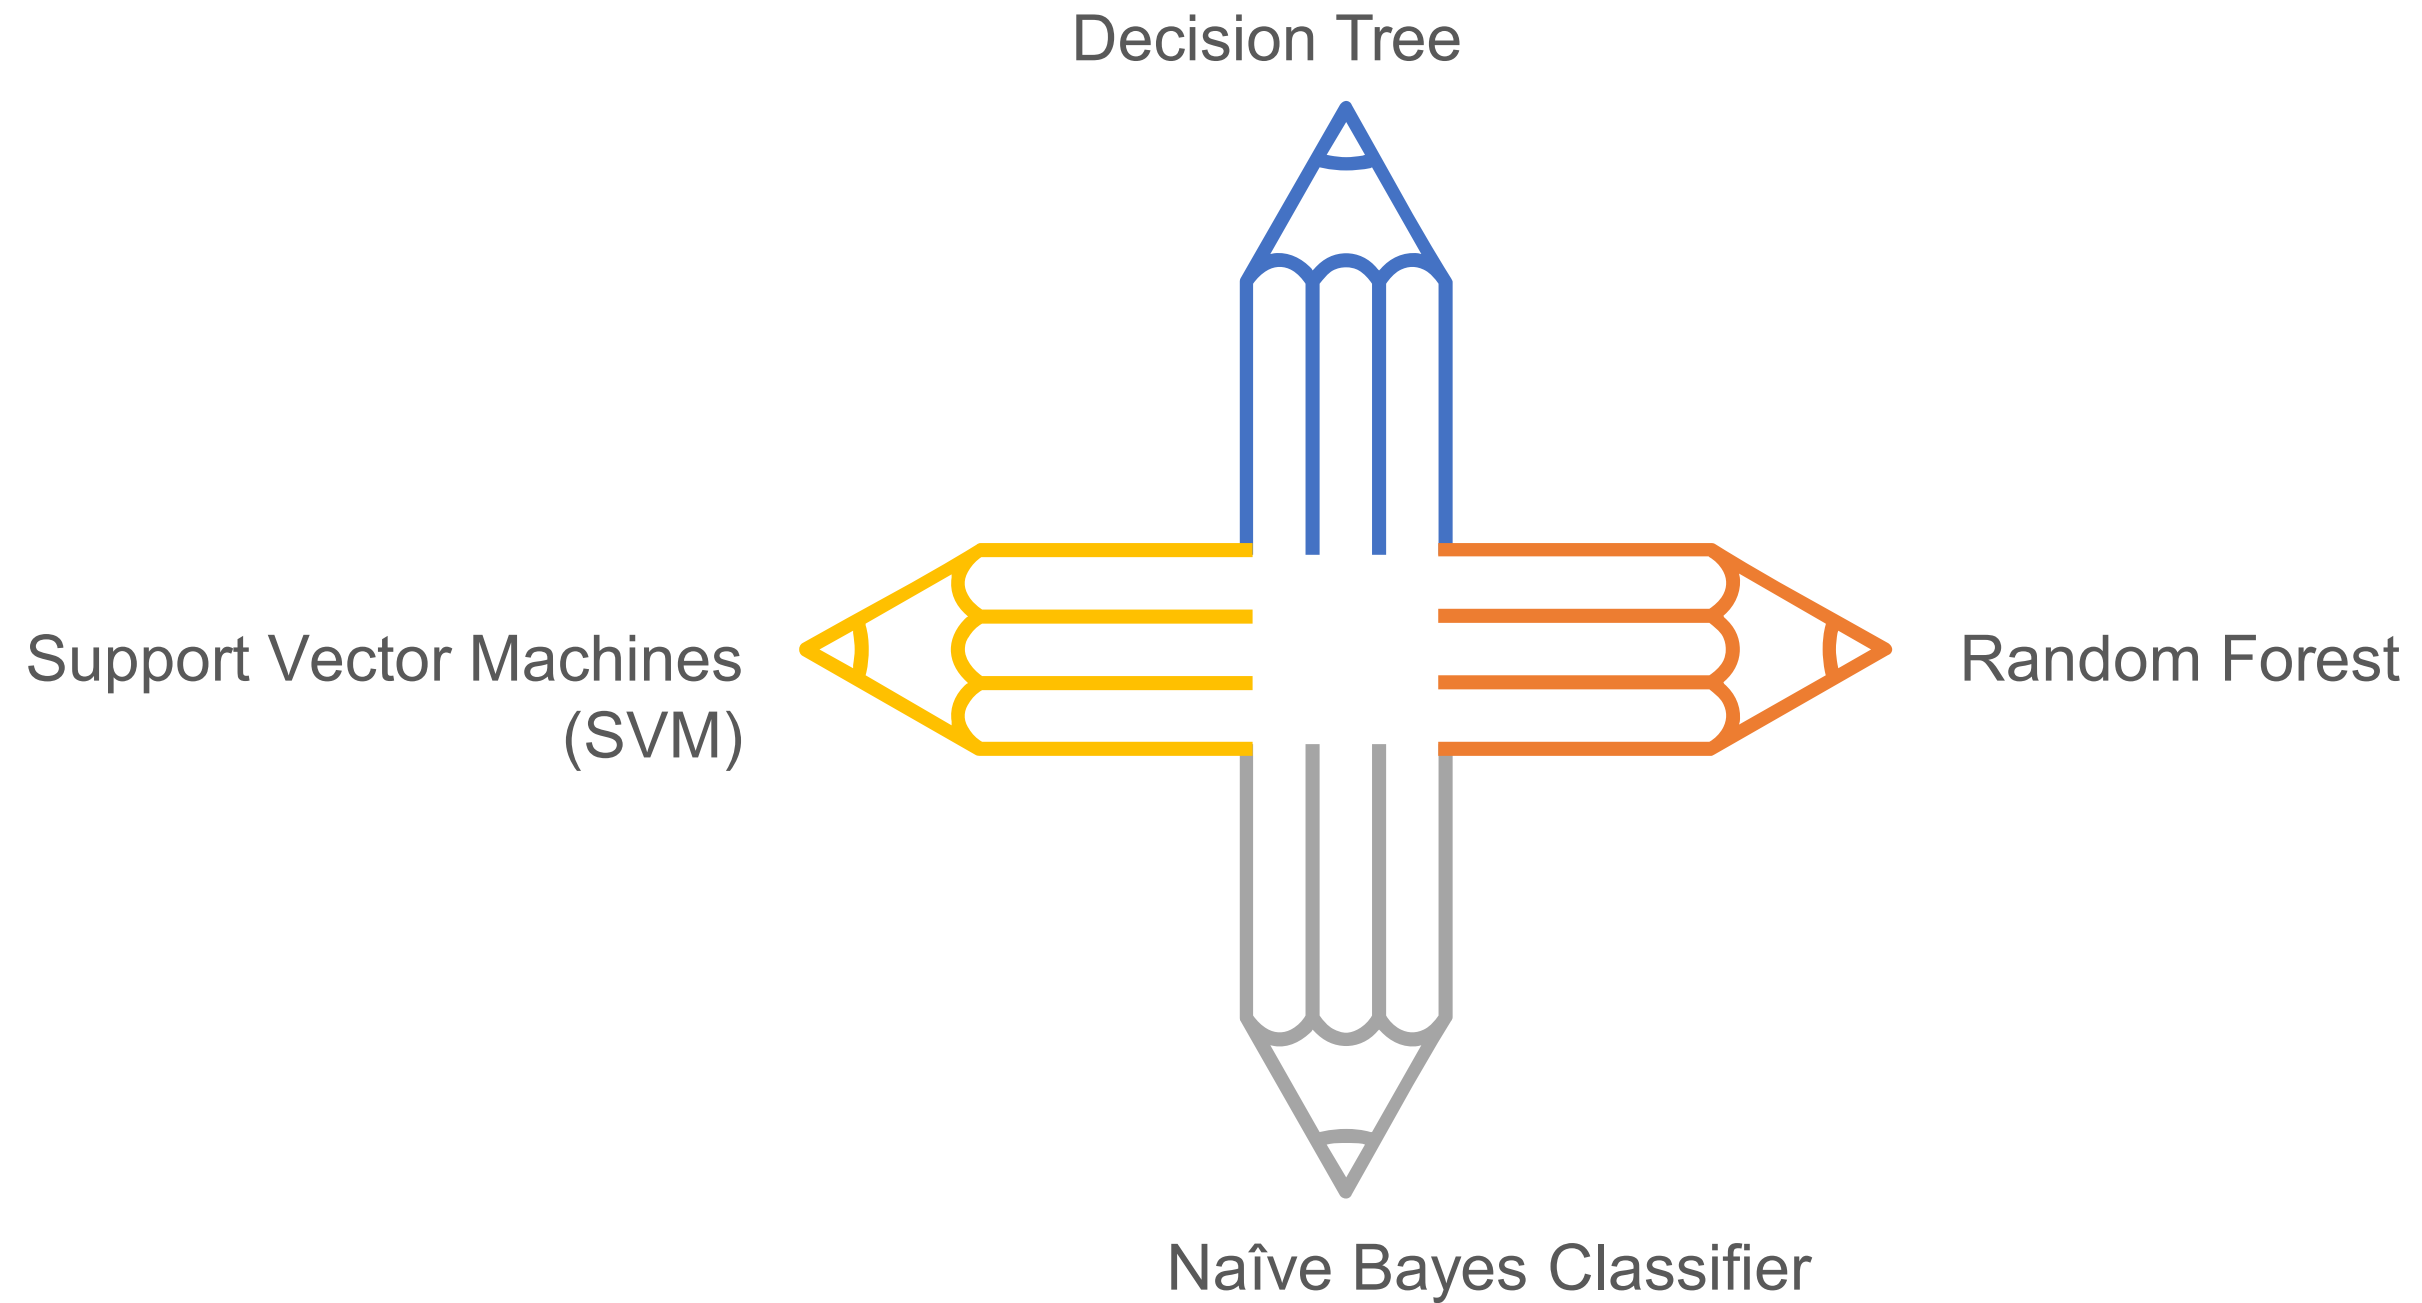 Decision Tree
Support Vector Machines
(SVM)
Random Forest
Naîve Bayes Classifier